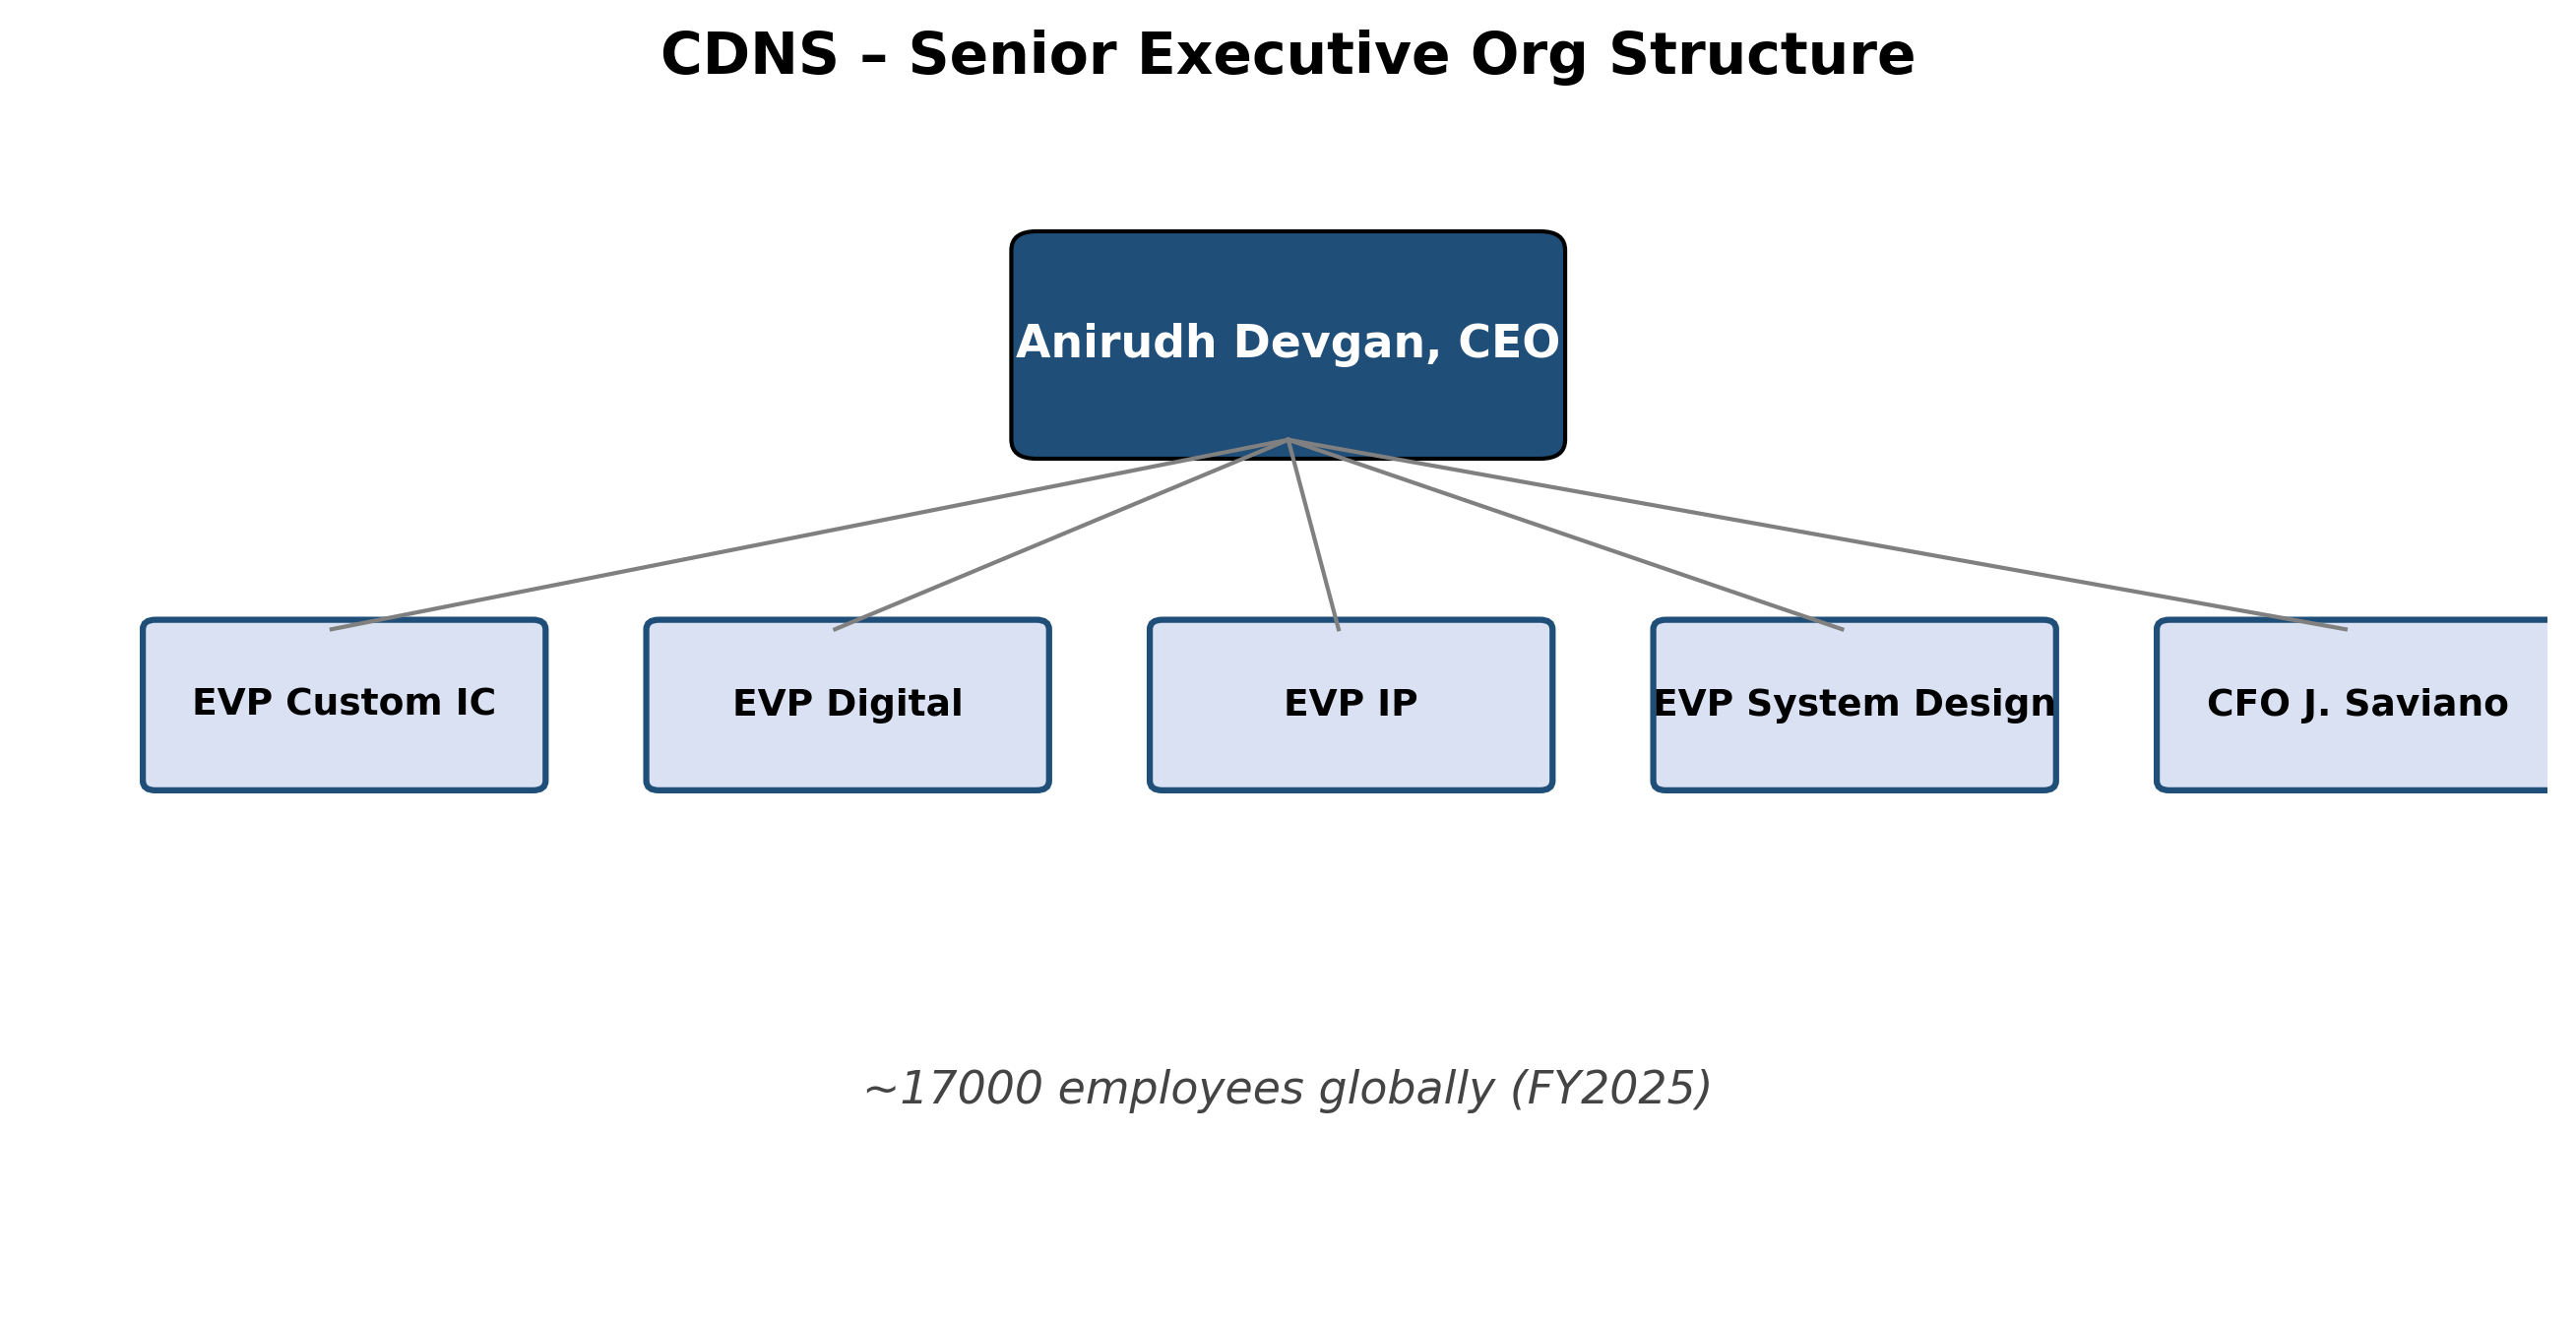 CDNS – Senior Executive Org Structure
Anirudh Devgan, CEO
EVP Custom IC
EVP Digital
EVP IP
EVP System Design
CFO J. Saviano
~17000 employees globally (FY2025)